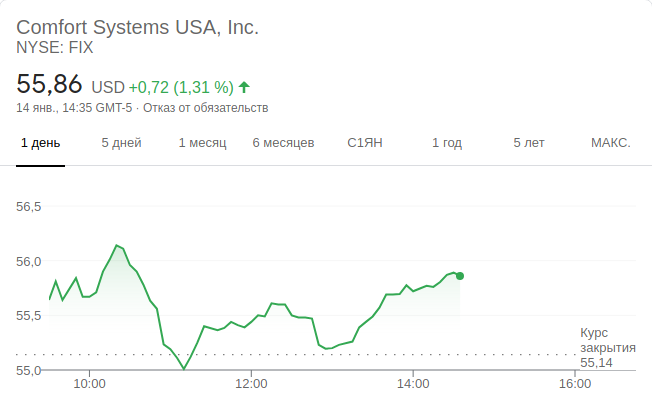 Comfort Systems USA, Inc.
NYSE: FIX
55,86 USD +0,72 (1,31 %)
14 янв., 14:35 GMT-5 · Отказ от обязательств
1 день 5 дней 1 месяц 6 месяцев С1ЯН 1 год 5 лет МАКС.
56,5
56,0
55,5
Курс
закрытия
55,14
55,0
10:00 12:00 14:00 16:00